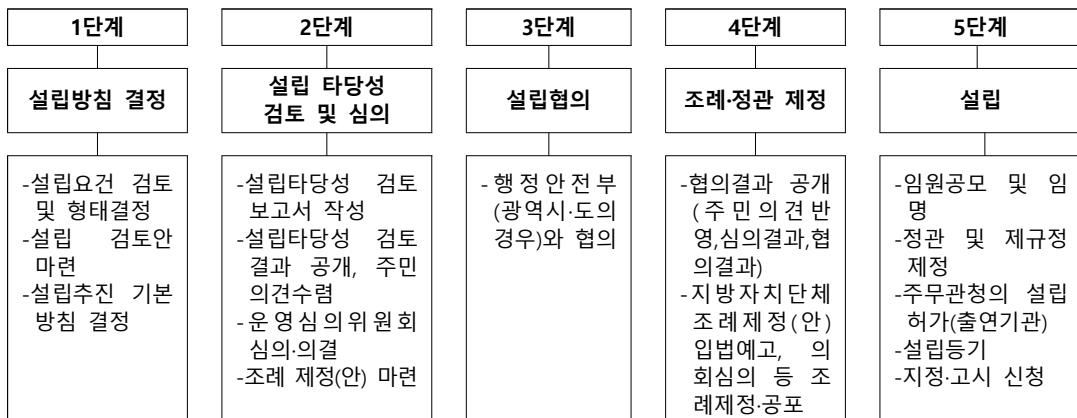 1단계
설립방침 결정
-설립요건 검토
및 형태결정
-설립 검토안
마련
-설립추진 기본
방침 결정
2단계
설립 타당성
검토 및 심의
-설립타당성 검토
보고서 작성
-설립타당성 검토
결과 공개, 주민
의견수렴
-운영심의위원회
심의·의결
-조례 제정(안) 마련
3단계
설립협의
-행정안전부
(광역시·도의
경우)와 협의
4단계
조례·정관 제정
-협의결과 공개
(주민의견반
영,심의결과,협
의결과)
-지방자치단체
조례제정(안)
입법예고, 의
회심의 등 조
례제정·공포
5단계
설립
-임원공모 및 임
명
-정관 및 제규정
제정
-주무관청의 설립
허가(출연기관)
-설립등기
-지정·고시 신청